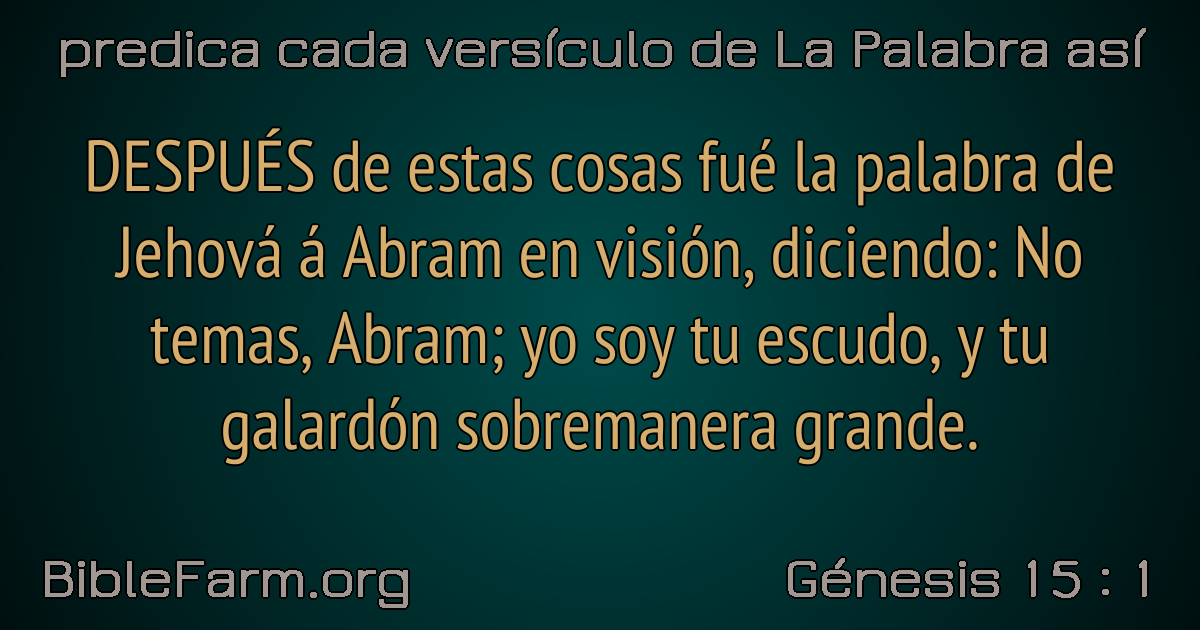 predica cada versículo de La Palabra así
DESPUÉS de estas cosas fué la palabra de
Jehová á Abram en visión, diciendo: No
temas, Abram; yo soy tu escudo, y tu
galardón sobremanera grande.
BibleFarm.org
Génesis 15 : 1